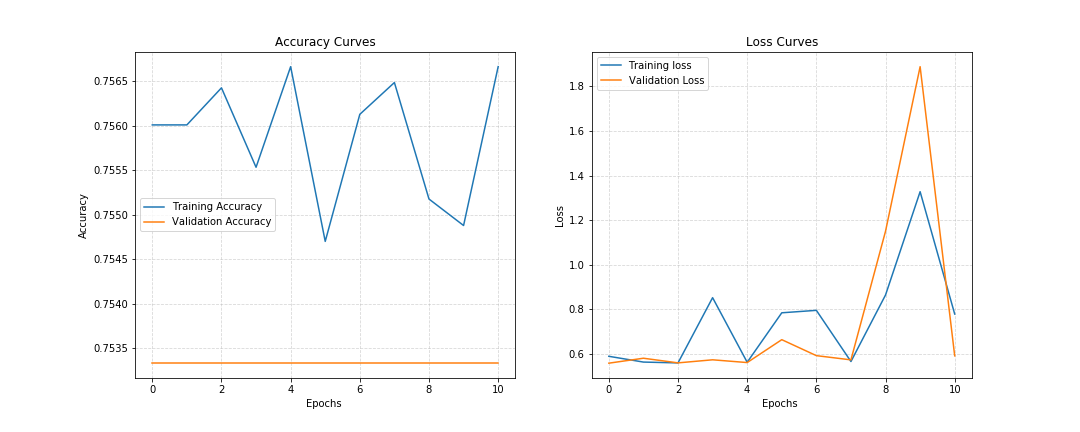 Accuracy Curves
0.7565
0.7560
0.7555
0.7550
0.7545
0.7540
0.7535
Accuracy
Training Accuracy
Validation Accuracy
0 2 4 6 8 10
Epochs
Loss Curves
1.8
1.6
1.4
1.2
1.0
0.8
0.6
Loss
Training loss
Validation Loss
0 2 4 6 8 10
Epochs